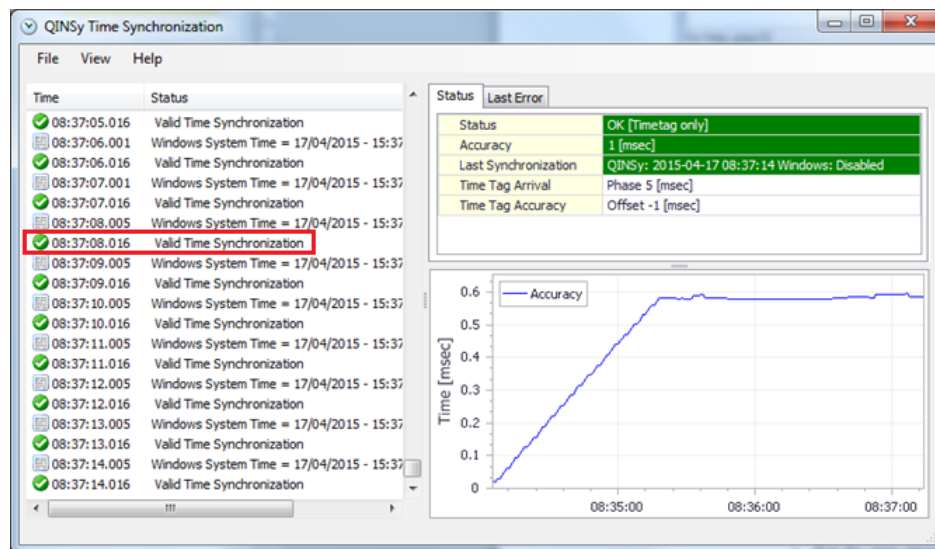 QINSy Time Synchronization
File View Help
Time Status
08:37:05.016 Valid Time Synchronization
08:37:06.001 Windows System Time = 17/04/2015 - 15:37
08:37:06.016 Valid Time Synchronization
08:37:07.001 Windows System Time = 17/04/2015 - 15:37
08:37:07.016 Valid Time Synchronization
08:37:08.005 Windows System Time = 17/04/2015 - 15:37
08:37:08.016 Valid Time Synchronization
08:37:09.005 Windows System Time = 17/04/2015 - 15:37
08:37:09.016 Valid Time Synchronization
08:37:10.005 Windows System Time = 17/04/2015 - 15:37
08:37:10.016 Valid Time Synchronization
08:37:11.005 Windows System Time = 17/04/2015 - 15:37
08:37:11.016 Valid Time Synchronization
08:37:12.005 Windows System Time = 17/04/2015 - 15:37
08:37:12.016 Valid Time Synchronization
08:37:13.005 Windows System Time = 17/04/2015 - 15:37
08:37:13.016 Valid Time Synchronization
08:37:14.005 Windows System Time = 17/04/2015 - 15:37
08:37:14.016 Valid Time Synchronization
Status Last Error
Status OK [Timetag only]
Accuracy 1 [msec]
Last Synchronization QINSy: 2015-04-17 08:37:14 Windows: Disabled
Time Tag Arrival Phase 5 [msec]
Time Tag Accuracy Offset -1 [msec]
Accuracy
Time [msec]
0.6
0.5
0.4
0.3
0.2
0.1
0
08:35:00 08:36:00 08:37:00